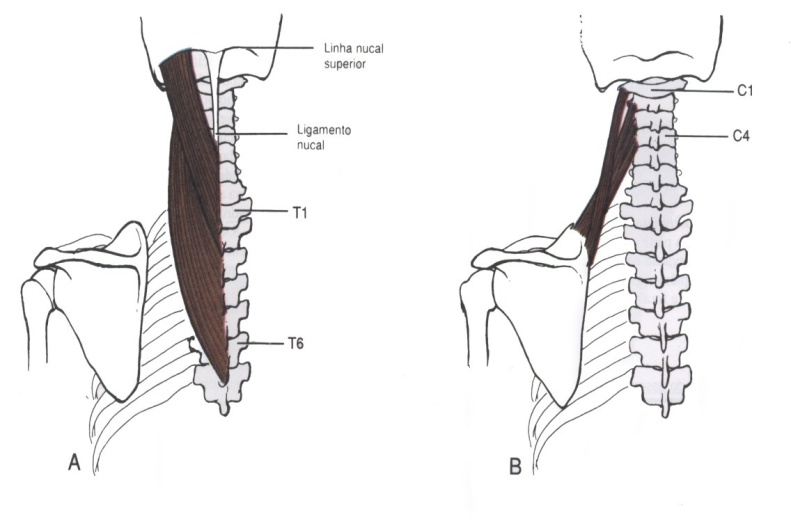 Linha nucal
superior
Ligamento
nucal
T1
T6
A
C1
C4
B